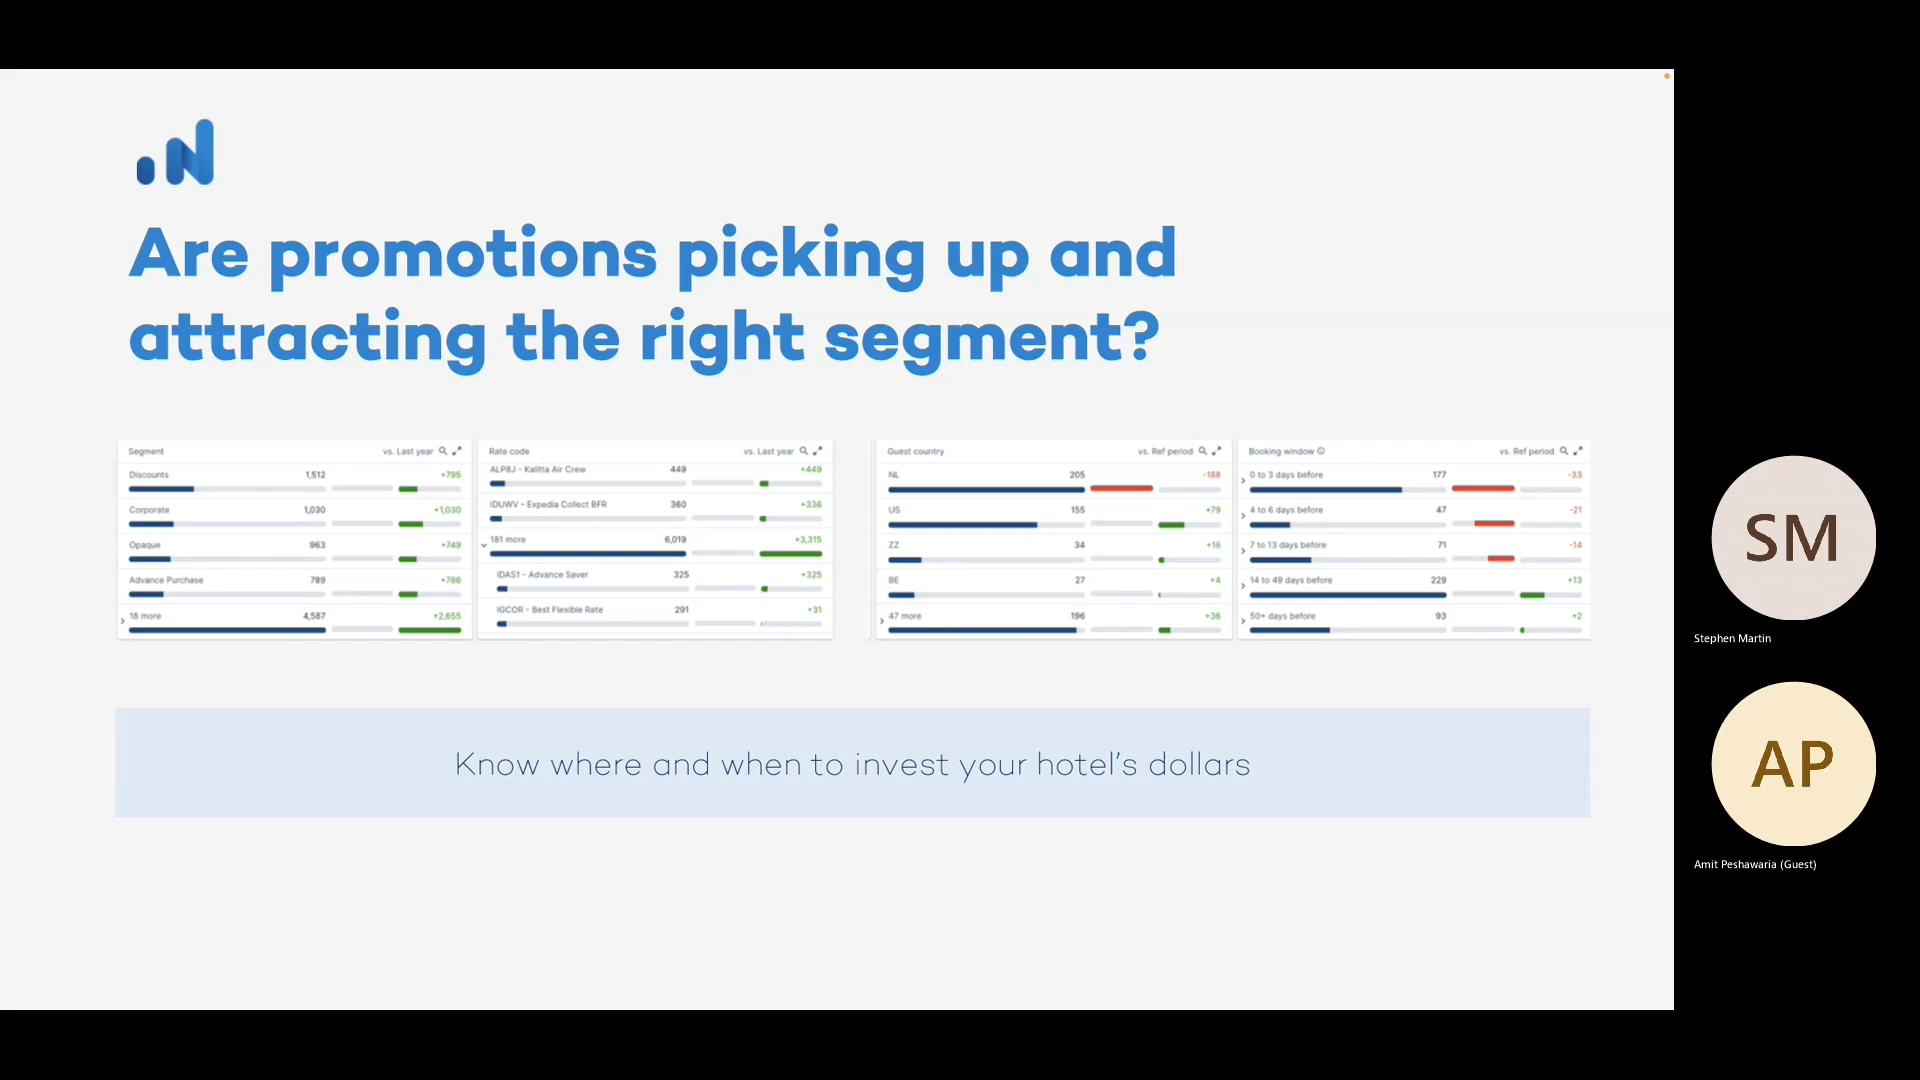 Are promotions picking up and
attracting the right segment?
Segment vs. Last year
Discounts 1,512 +795
Corporate 1,030 +1,030
Opaque 963 +749
Advance Purchase 789 +786
18 more 4,587 +2,655
Rate code vs. Last year
ALP8J - Kalitta Air Crew 449 +449
IDUWV - Expedia Collect BFR 360 +336
181 more 6,019 +3,315
IDAS1 - Advance Saver 325 +325
IGCOR - Best Flexible Rate 291 +31
Guest country vs. Ref period
NL 205 -188
US 155 +79
ZZ 34 +16
BE 27 +4
47 more 196 +36
Booking window vs. Ref period
0 to 3 days before 177 -33
4 to 6 days before 47 -21
7 to 13 days before 71 -14
14 to 49 days before 229 +13
50+ days before 93 +2
Know where and when to invest your hotel's dollars
SM
Stephen Martin
AP
Amit Peshawaria (Guest)